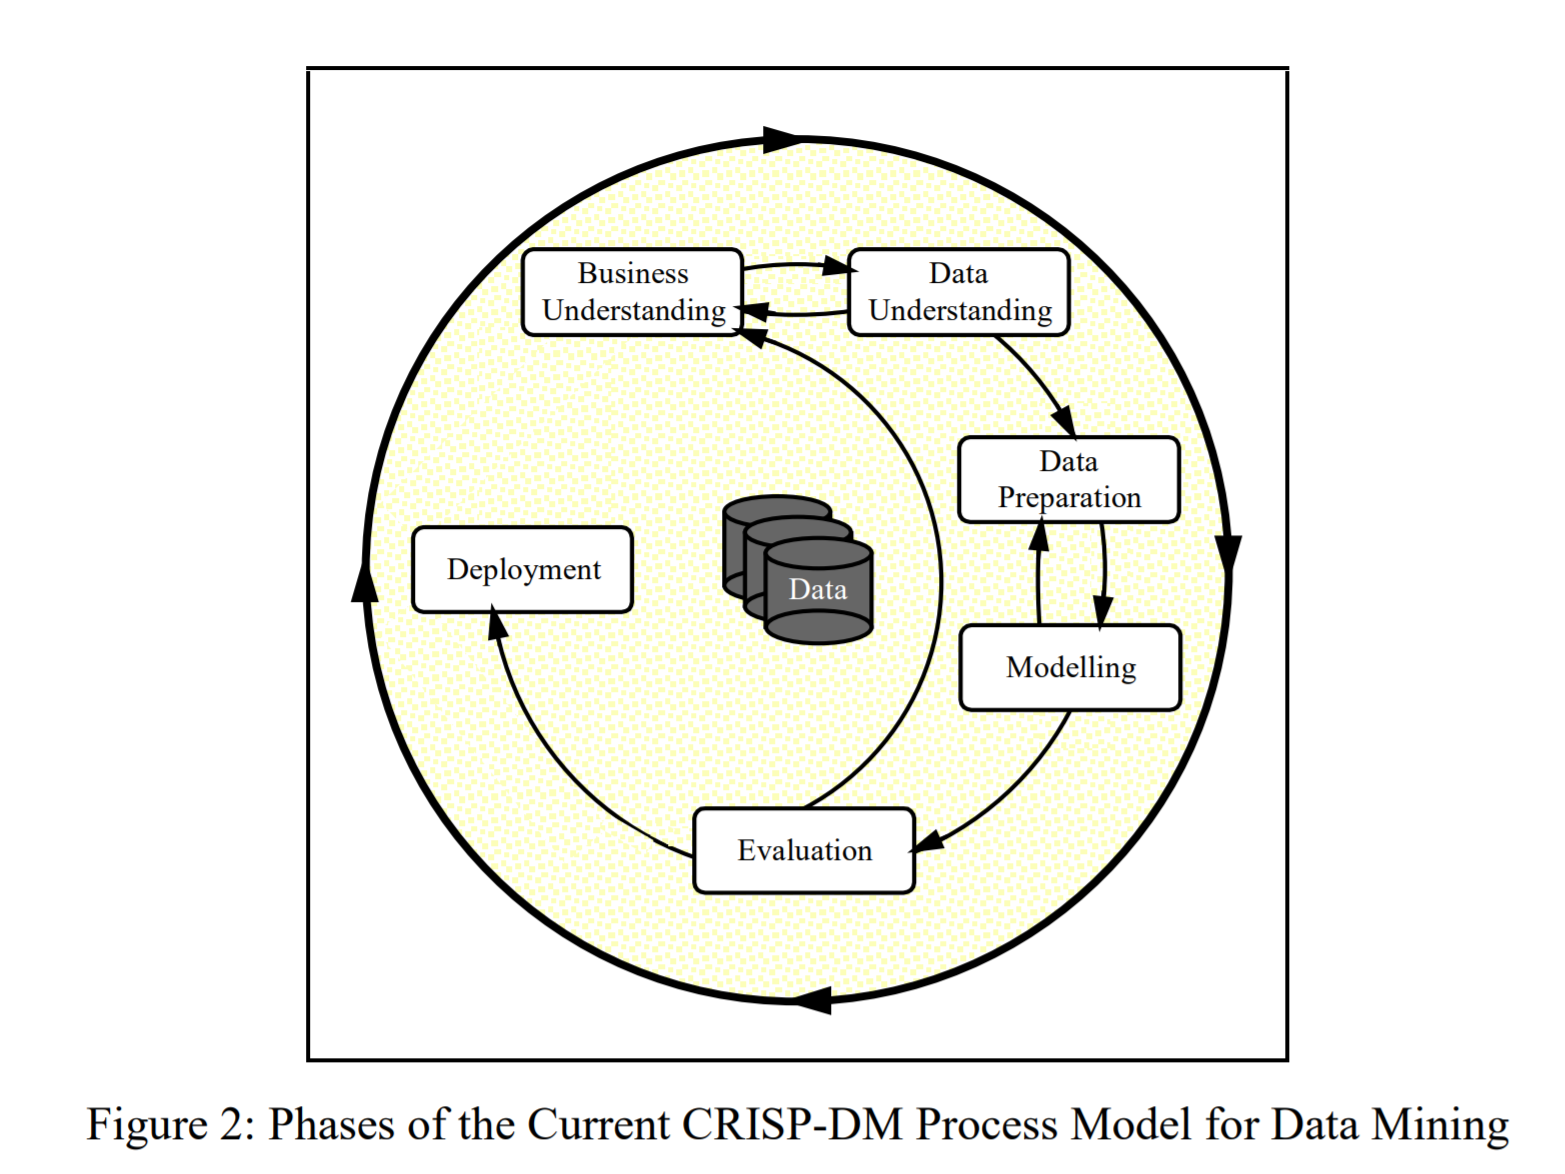 Business
Understanding
Data
Understanding
Data
Preparation
Deployment
Data
Modelling
Evaluation
Figure 2: Phases of the Current CRISP-DM Process Model for Data Mining